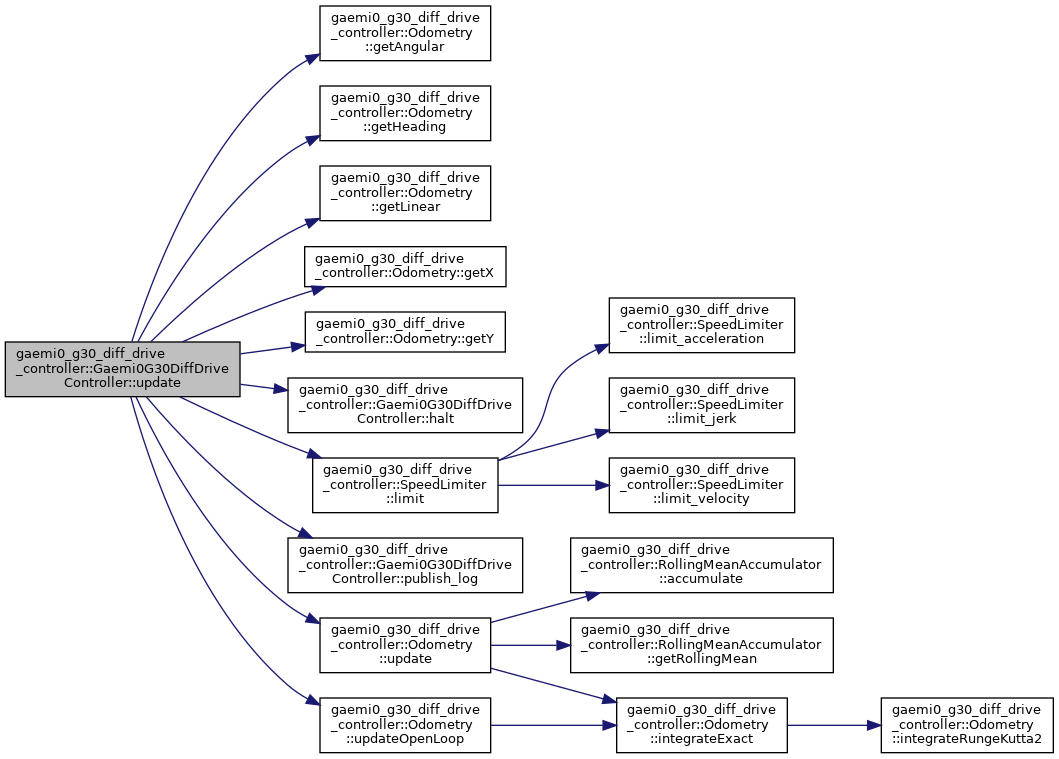 gaemi0_g30_diff_drive
_controller::Gaemi0G30DiffDrive
Controller::update
gaemi0_g30_diff_drive
_controller::Odometry
::getAngular
gaemi0_g30_diff_drive
_controller::Odometry
::getHeading
gaemi0_g30_diff_drive
_controller::Odometry
::getLinear
gaemi0_g30_diff_drive
_controller::Odometry::getX
gaemi0_g30_diff_drive
_controller::Odometry::getY
gaemi0_g30_diff_drive
_controller::Gaemi0G30DiffDrive
Controller::halt
gaemi0_g30_diff_drive
_controller::SpeedLimiter
::limit
gaemi0_g30_diff_drive
_controller::SpeedLimiter
::limit_acceleration
gaemi0_g30_diff_drive
_controller::SpeedLimiter
::limit_jerk
gaemi0_g30_diff_drive
_controller::SpeedLimiter
::limit_velocity
gaemi0_g30_diff_drive
_controller::Gaemi0G30DiffDrive
Controller::publish_log
gaemi0_g30_diff_drive
_controller::Odometry
::update
gaemi0_g30_diff_drive
_controller::RollingMeanAccumulator
::accumulate
gaemi0_g30_diff_drive
_controller::RollingMeanAccumulator
::getRollingMean
gaemi0_g30_diff_drive
_controller::Odometry
::updateOpenLoop
gaemi0_g30_diff_drive
_controller::Odometry
::integrateExact
gaemi0_g30_diff_drive
_controller::Odometry
::integrateRungeKutta2